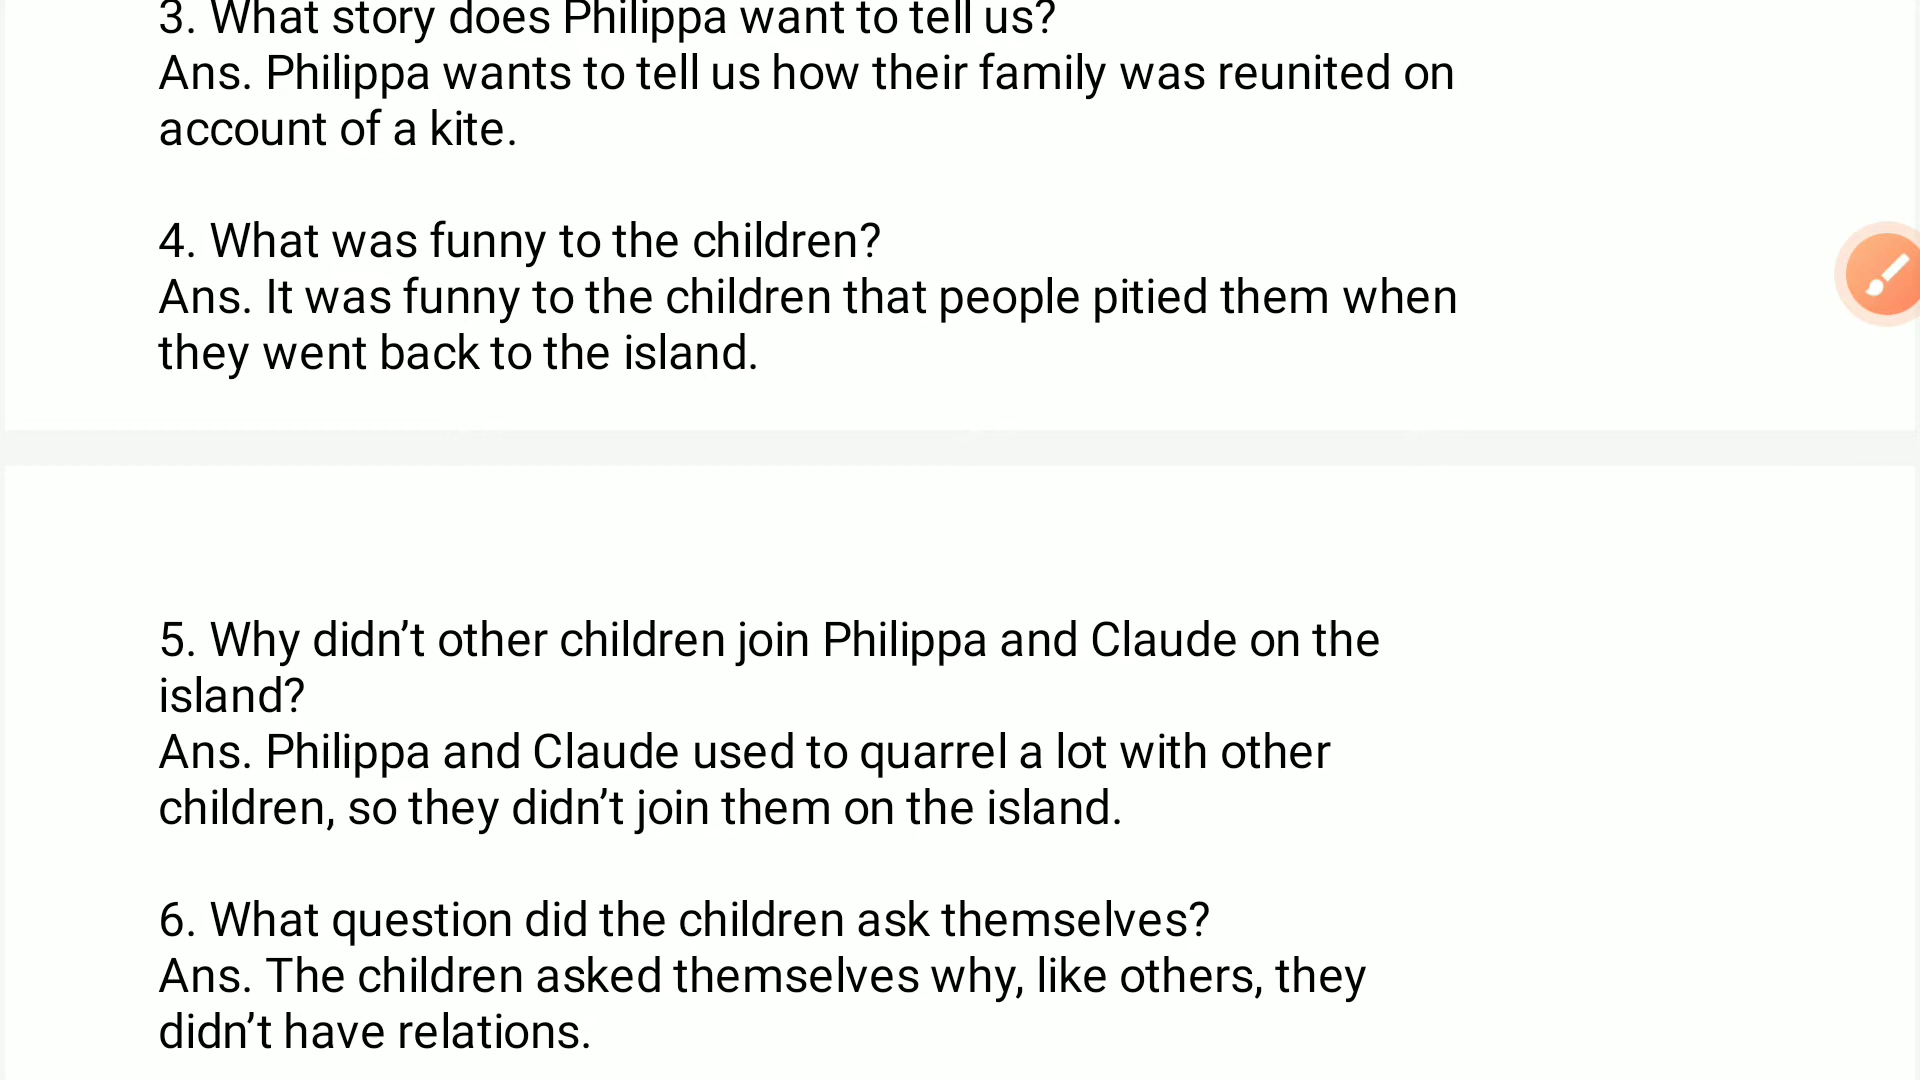 3. What story does Philippa want to tell us?
Ans. Philippa wants to tell us how their family was reunited on
account of a kite.
4. What was funny to the children?
Ans. It was funny to the children that people pitied them when
they went back to the island.
5. Why didn’t other children join Philippa and Claude on the
island?
Ans. Philippa and Claude used to quarrel a lot with other
children, so they didn’t join them on the island.
6. What question did the children ask themselves?
Ans. The children asked themselves why, like others, they
didn’t have relations.